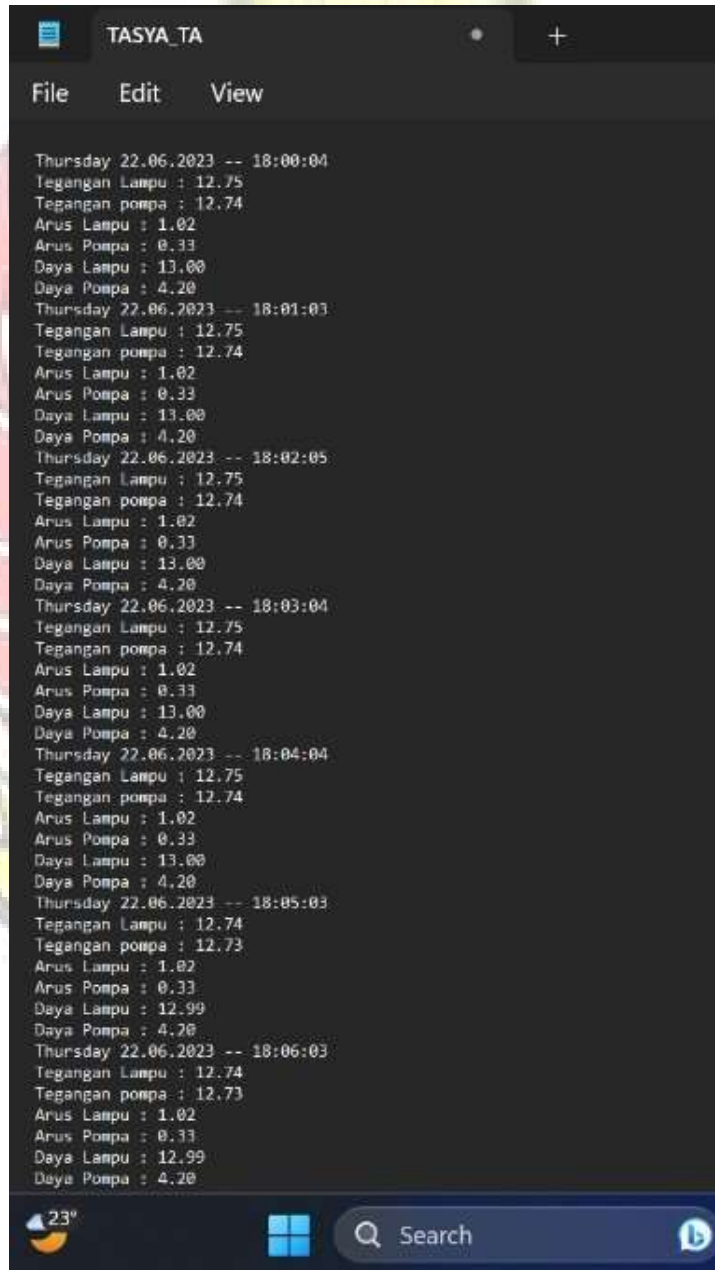 TASYA_TA
File Edit View
Thursday 22.06.2023 -- 18:00:04
Tegangan Lampu : 12.75
Tegangan pompa : 12.74
Arus Lampu : 1.02
Arus Pompa : 0.33
Daya Lampu : 13.00
Daya Pompa : 4.20
Thursday 22.06.2023 -- 18:01:03
Tegangan Lampu : 12.75
Tegangan pompa : 12.74
Arus Lampu : 1.02
Arus Pompa : 0.33
Daya Lampu : 13.00
Daya Pompa : 4.20
Thursday 22.06.2023 -- 18:02:05
Tegangan Lampu : 12.75
Tegangan pompa : 12.74
Arus Lampu : 1.02
Arus Pompa : 0.33
Daya Lampu : 13.00
Daya Pompa : 4.20
Thursday 22.06.2023 -- 18:03:04
Tegangan Lampu : 12.75
Tegangan pompa : 12.74
Arus Lampu : 1.02
Arus Pompa : 0.33
Daya Lampu : 13.00
Daya Pompa : 4.20
Thursday 22.06.2023 -- 18:04:04
Tegangan Lampu : 12.75
Tegangan pompa : 12.74
Arus Lampu : 1.02
Arus Pompa : 0.33
Daya Lampu : 13.00
Daya Pompa : 4.20
Thursday 22.06.2023 -- 18:05:03
Tegangan Lampu : 12.74
Tegangan pompa : 12.73
Arus Lampu : 1.02
Arus Pompa : 0.33
Daya Lampu : 12.99
Daya Pompa : 4.20
Thursday 22.06.2023 -- 18:06:03
Tegangan Lampu : 12.74
Tegangan pompa : 12.73
Arus Lampu : 1.02
Arus Pompa : 0.33
Daya Lampu : 12.99
Daya Pompa : 4.20
23° Search